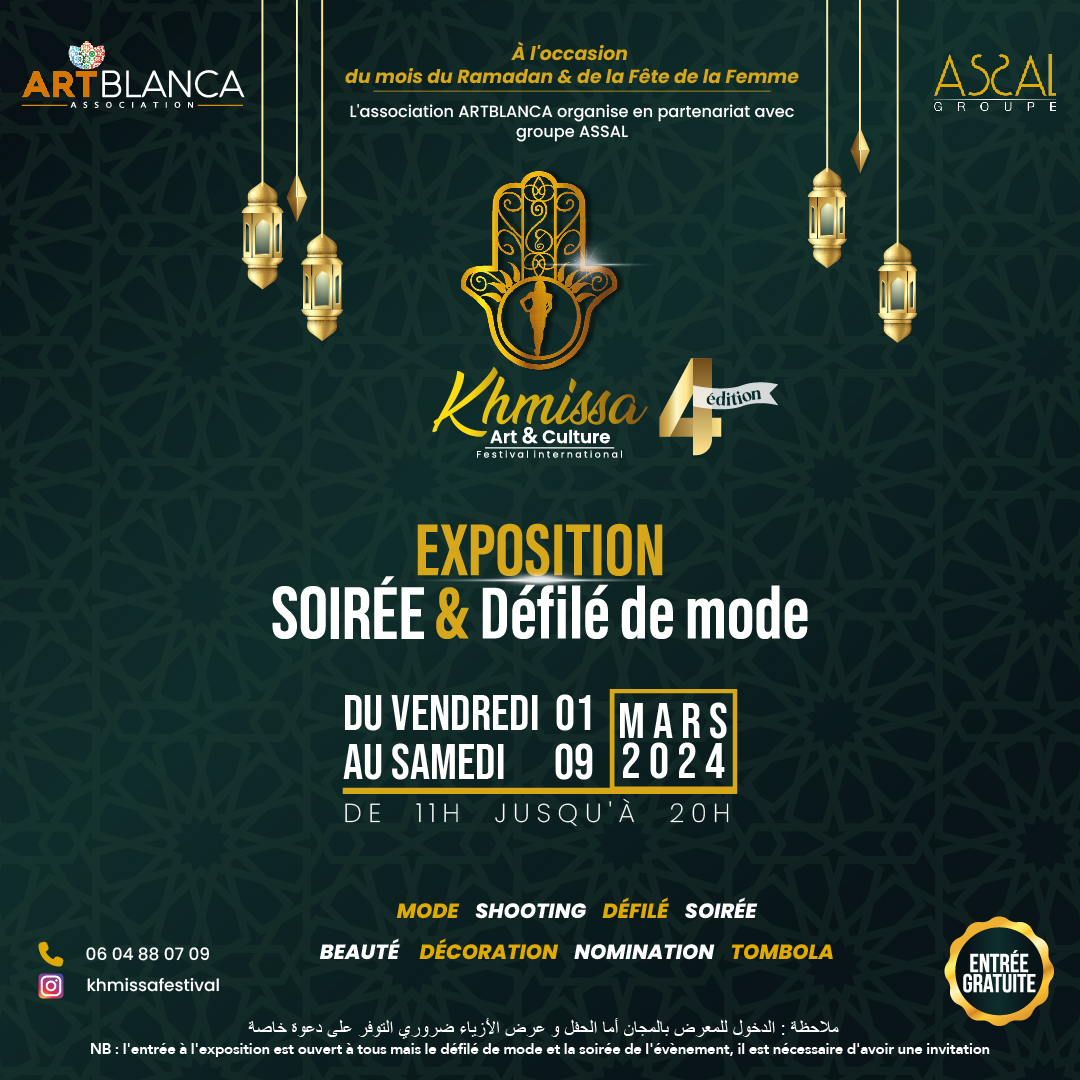 ARTBLANCA
ASSOCIATION
À l'occasion
du mois du Ramadan & de la Fête de la Femme
L'association ARTBLANCA organise en partenariat avec
groupe ASSAL
ASSAL
GROUPE
Khmissa
4 édition
Art & Culture
Festival international
EXPOSITION
SOIRÉE & Défilé de mode
DU VENDREDI 01
AU SAMEDI 09
MARS
2024
DE 11H JUSQU'À 20H
MODE SHOOTING DÉFILÉ SOIRÉE
BEAUTÉ DÉCORATION NOMINATION TOMBOLA
06 04 88 07 09
khmissafestival
ENTRÉE
GRATUITE
ملاحظة : الدخول للمعرض بالمجان أما الحفل و عرض الأزياء ضروري التوفر على دعوة خاصة
NB : l'entrée à l'exposition est ouvert à tous mais le défilé de mode et la soirée de l'évènement, il est nécessaire d'avoir une invitation